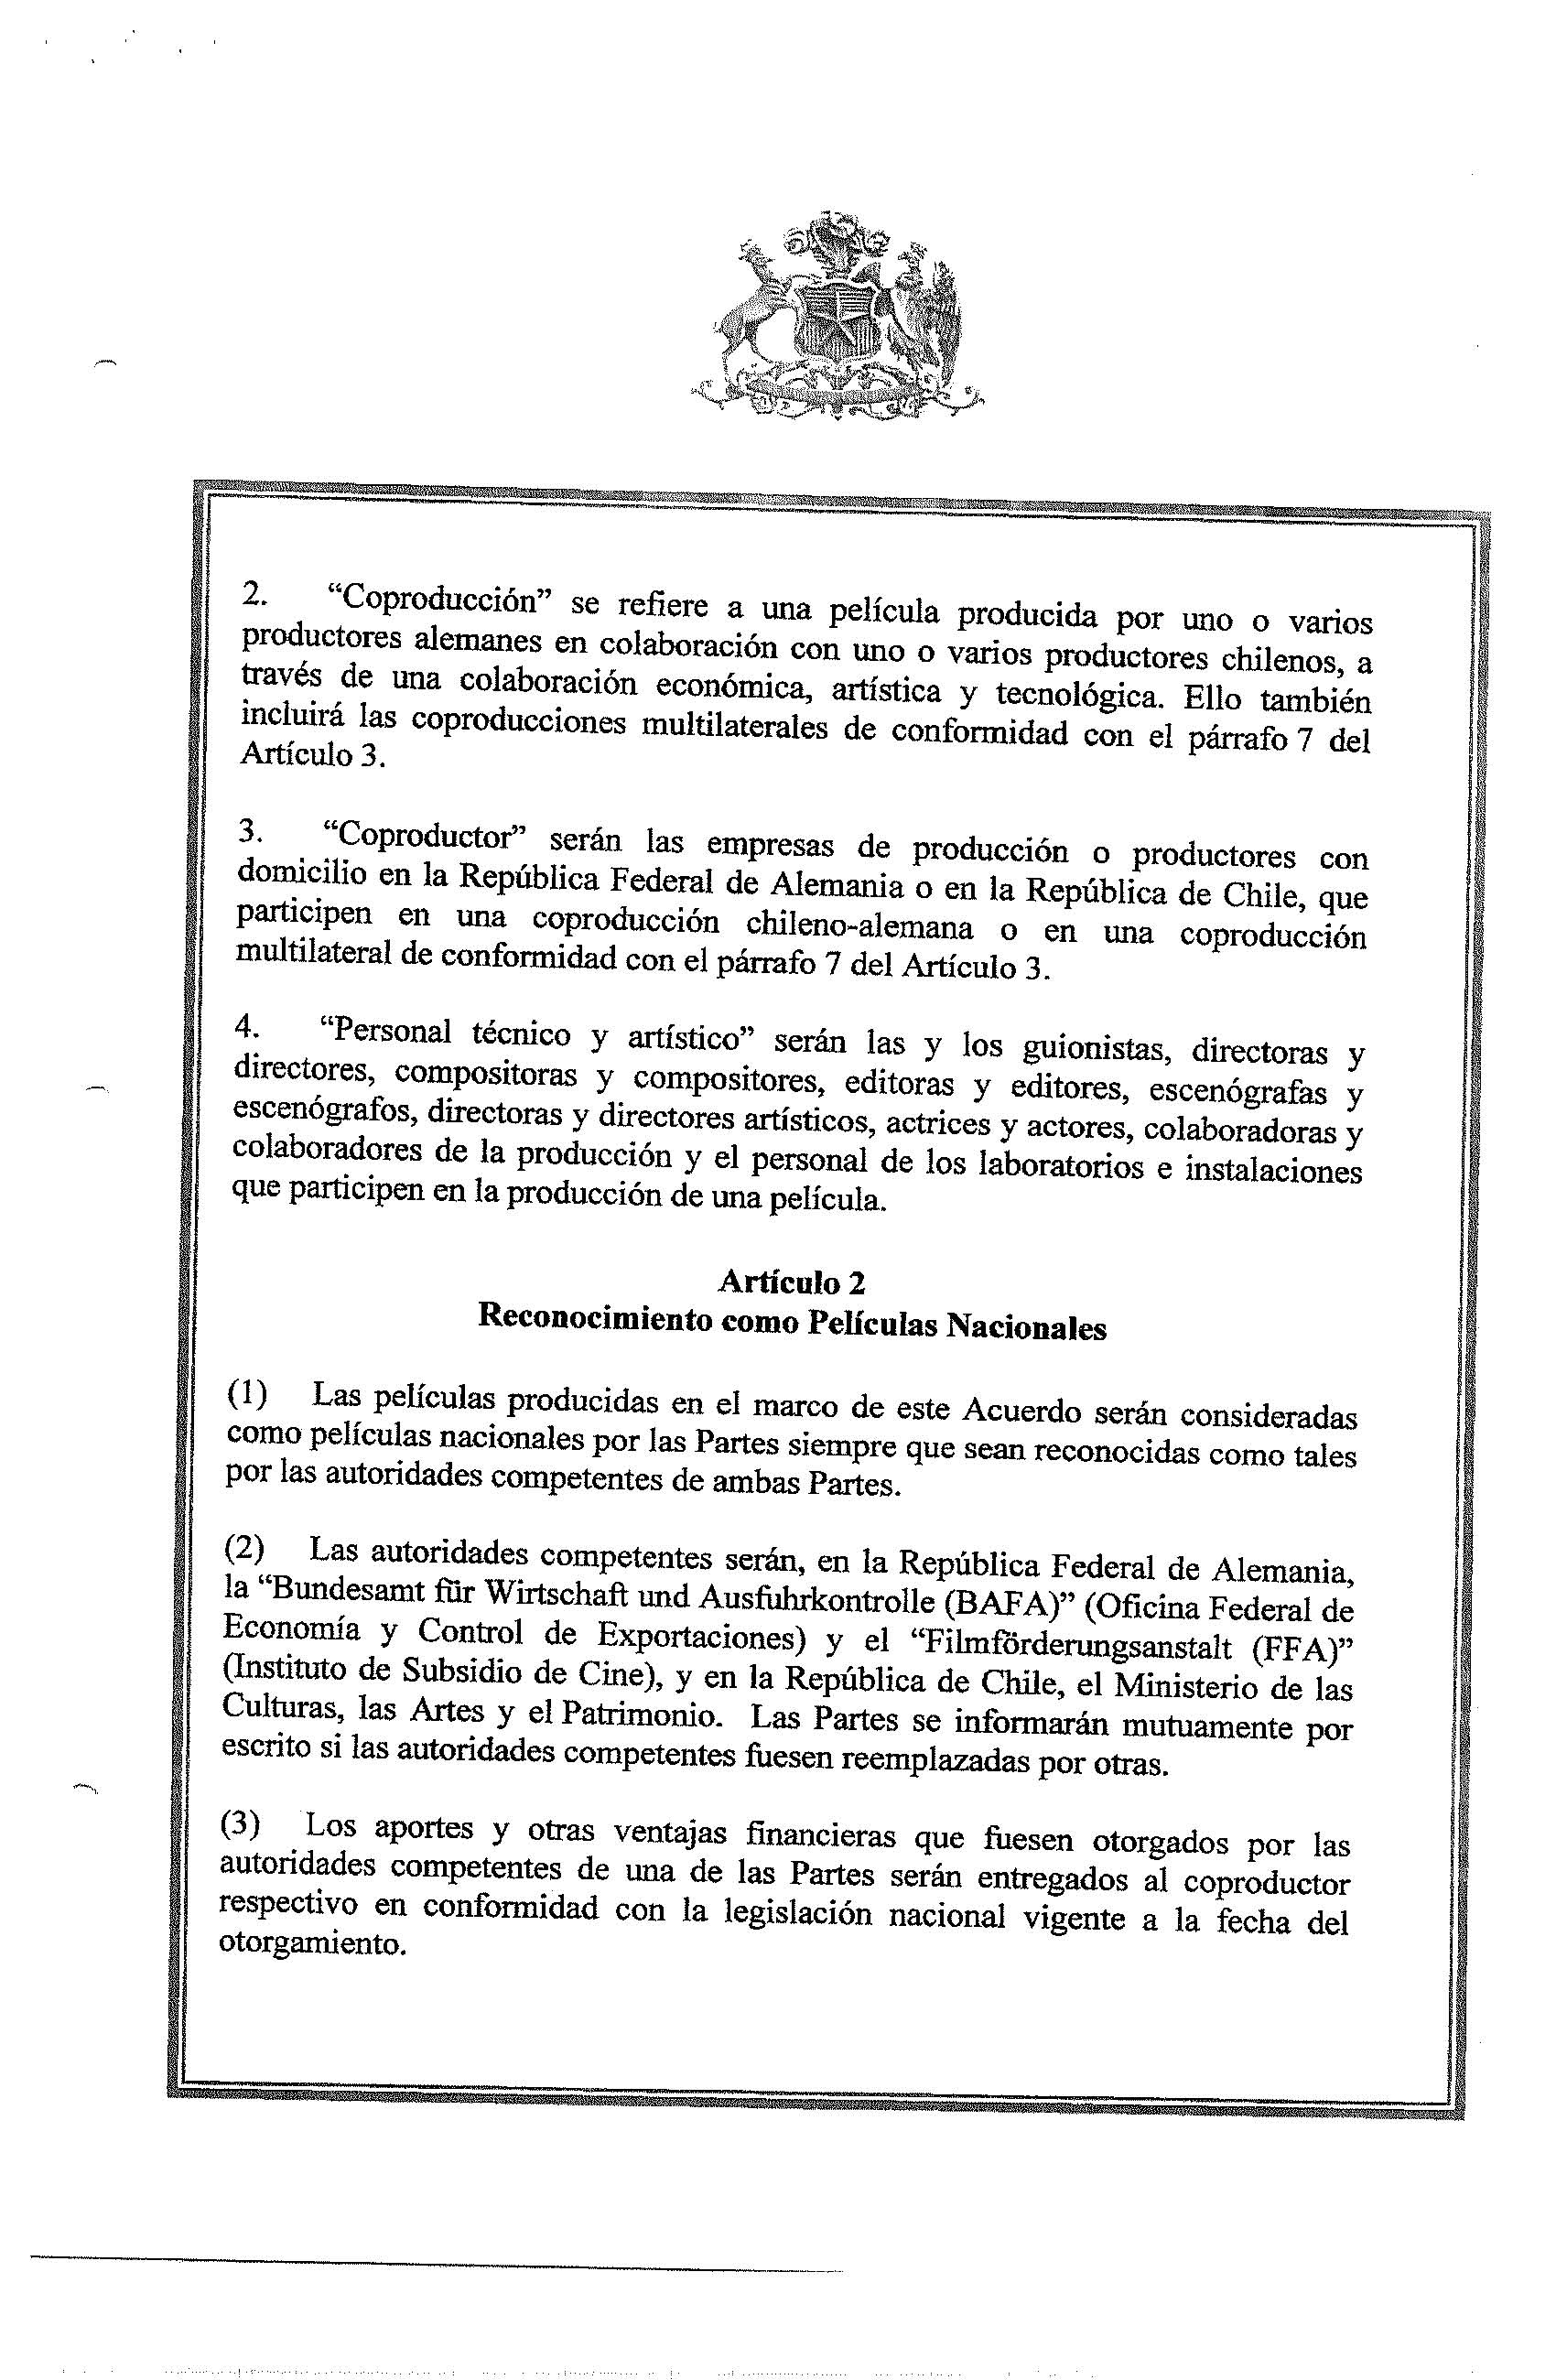 2. “Coproducción” se refiere a una película producida por uno o varios
productores alemanes en colaboración con uno o varios productores chilenos, a
través de una colaboración económica, artística y tecnológica. Ello también
incluirá las coproducciones multilaterales de conformidad con el párrafo 7 del
Artículo 3.
3. “Coproductor” serán las empresas de producción o productores con
domicilio en la República Federal de Alemania o en la República de Chile, que
participen en una coproducción chileno-alemana o en una coproducción
multilateral de conformidad con el párrafo 7 del Artículo 3.
4. “Personal técnico y artístico” serán las y los guionistas, directoras y
directores, compositoras y compositores, editoras y editores, escenógrafas y
escenógrafos, directoras y directores artísticos, actrices y actores, colaboradoras y
colaboradores de la producción y el personal de los laboratorios e instalaciones
que participen en la producción de una película.
Artículo 2
Reconocimiento como Películas Nacionales
(1) Las películas producidas en el marco de este Acuerdo serán consideradas
como películas nacionales por las Partes siempre que sean reconocidas como tales
por las autoridades competentes de ambas Partes.
(2) Las autoridades competentes serán, en la República Federal de Alemania,
la “Bundesamt für Wirtschaft und Ausfuhrkontrolle (BAFA)” (Oficina Federal de
Economía y Control de Exportaciones) y el “Filmförderungsanstalt (FFA)”
(Instituto de Subsidio de Cine), y en la República de Chile, el Ministerio de las
Culturas, las Artes y el Patrimonio. Las Partes se informarán mutuamente por
escrito si las autoridades competentes fuesen reemplazadas por otras.
(3) Los aportes y otras ventajas financieras que fuesen otorgados por las
autoridades competentes de una de las Partes serán entregados al coproductor
respectivo en conformidad con la legislación nacional vigente a la fecha del
otorgamiento.